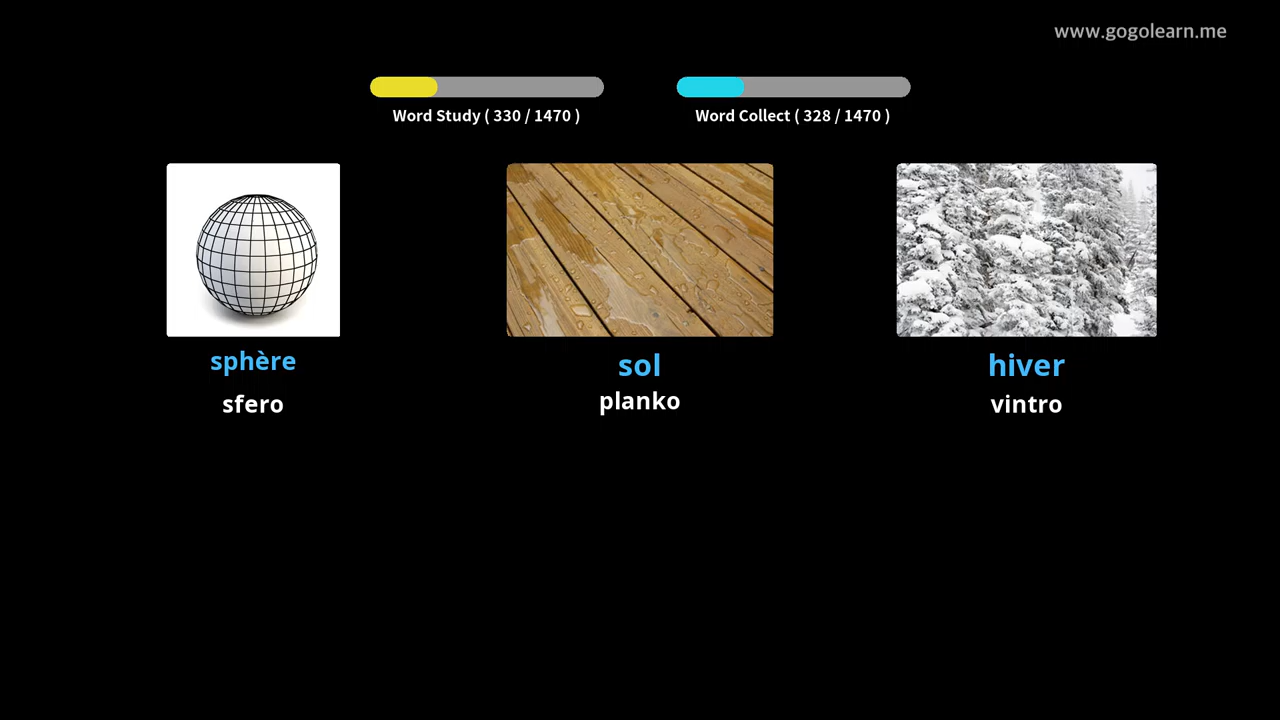 www.gogolearn.me
Word Study ( 330 / 1470 )
Word Collect ( 328 / 1470 )
sphère
sfero
sol
planko
hiver
vintro